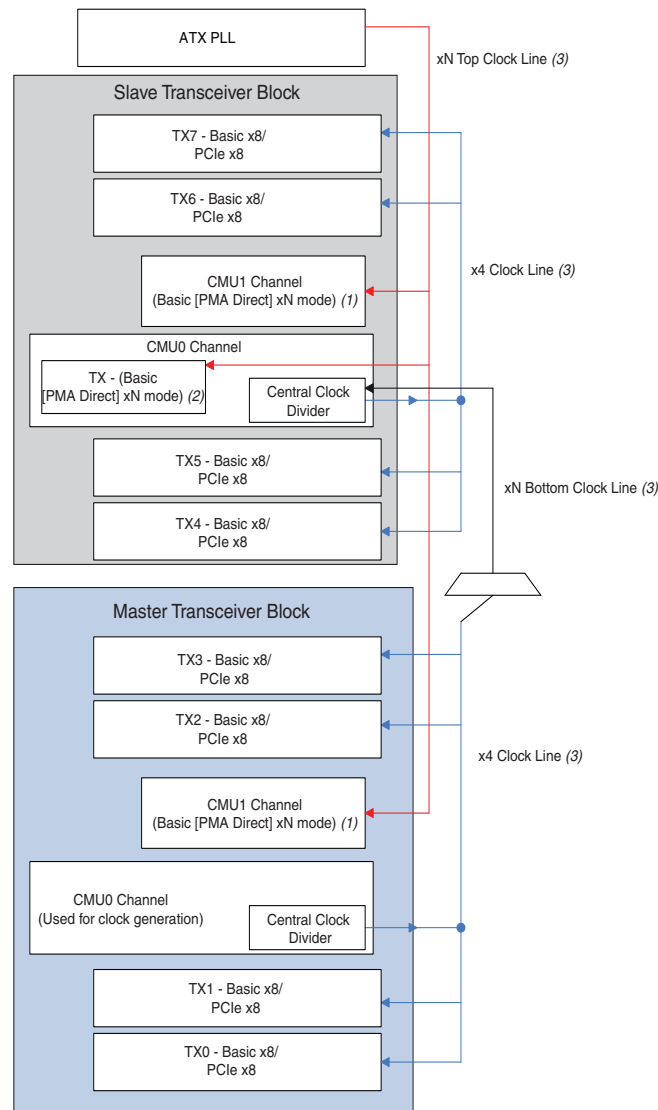 ATX PLL
xN Top Clock Line (3)
Slave Transceiver Block
TX7 - Basic x8/
PCIe x8
TX6 - Basic x8/
PCIe x8
x4 Clock Line (3)
CMU1 Channel
(Basic [PMA Direct] xN mode) (1)
CMU0 Channel
TX - (Basic
[PMA Direct] xN mode) (2)
Central Clock
Divider
TX5 - Basic x8/
PCIe x8
xN Bottom Clock Line (3)
TX4 - Basic x8/
PCIe x8
Master Transceiver Block
TX3 - Basic x8/
PCIe x8
TX2 - Basic x8/
PCIe x8
x4 Clock Line (3)
CMU1 Channel
(Basic [PMA Direct] xN mode) (1)
CMU0 Channel
(Used for clock generation)
Central Clock
Divider
TX1 - Basic x8/
PCIe x8
TX0 - Basic x8/
PCIe x8